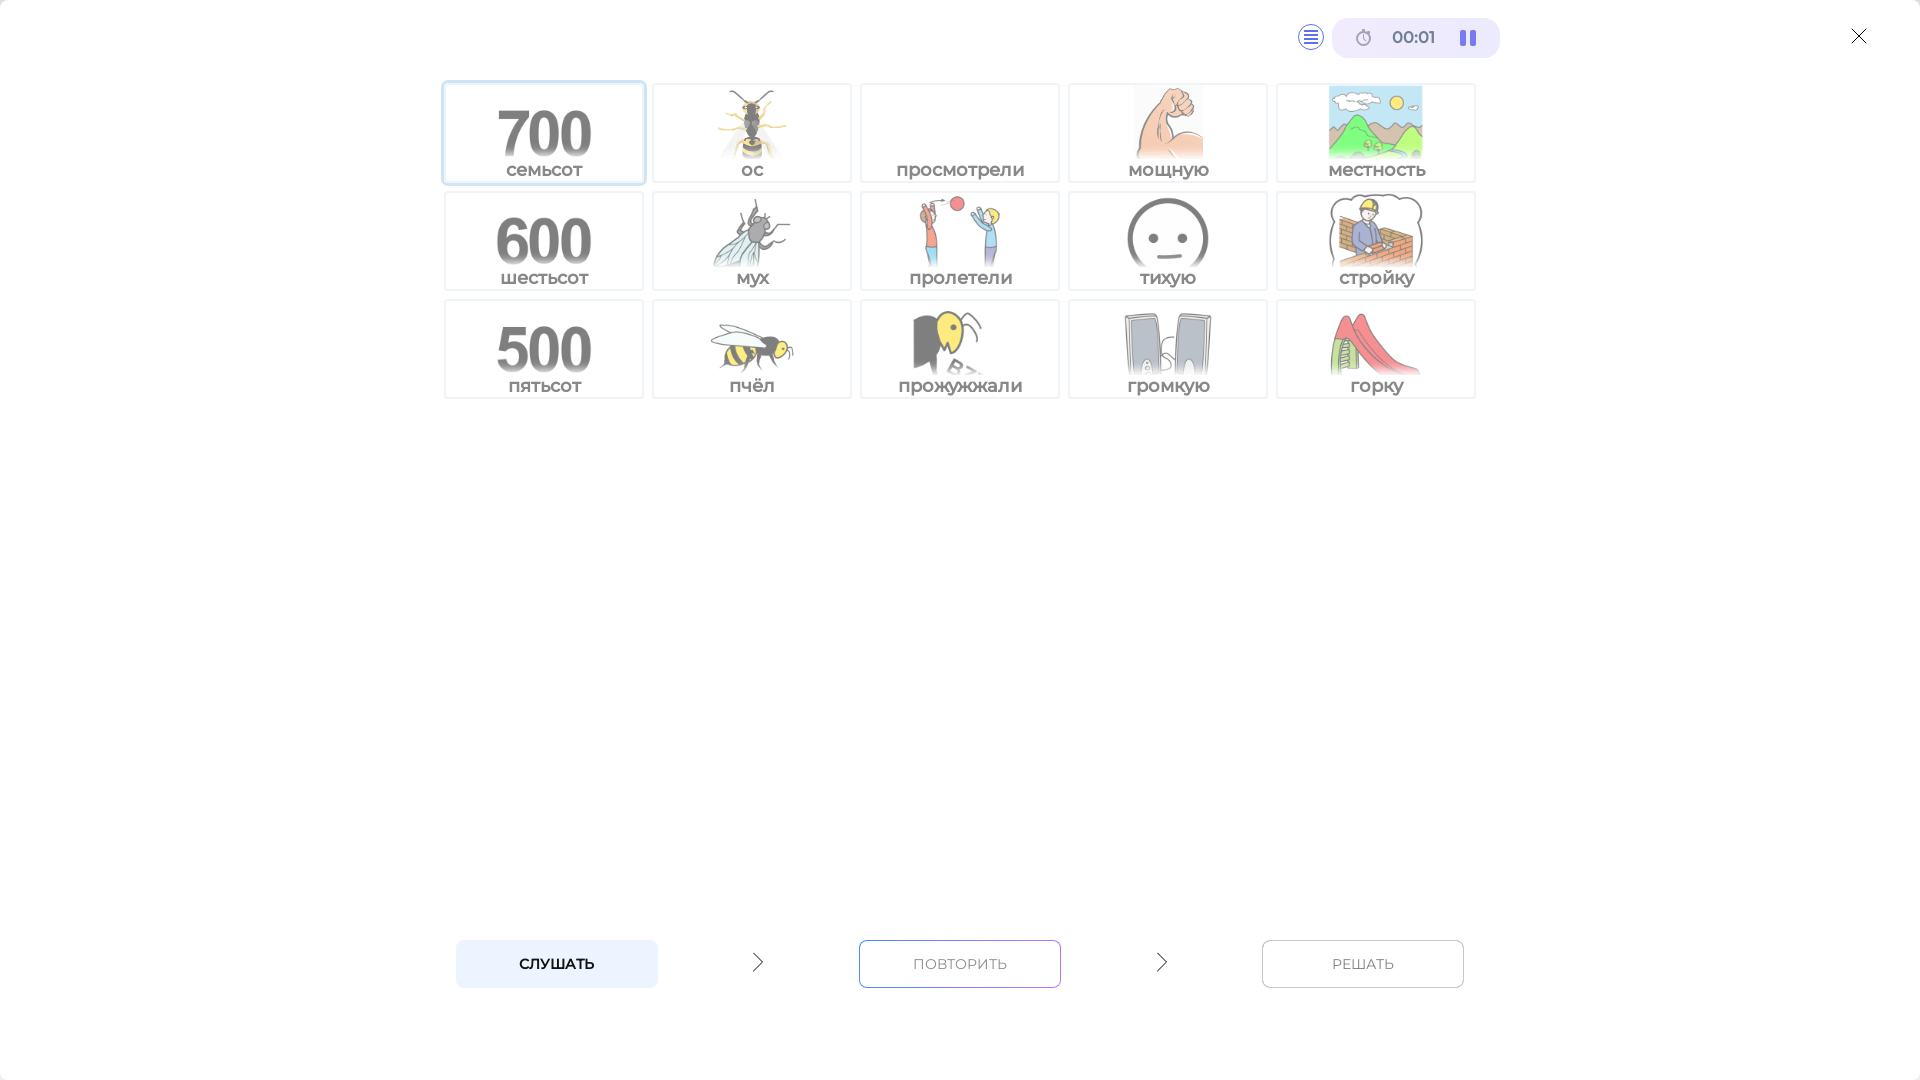 00:01
700
семьсот
ос
просмотрели
мощную
местность
600
шестьсот
мух
пролетели
тихую
стройку
500
пятьсот
пчёл
прожужжали
громкую
горку
СЛУШАТЬ
ПОВТОРИТЬ
РЕШАТЬ